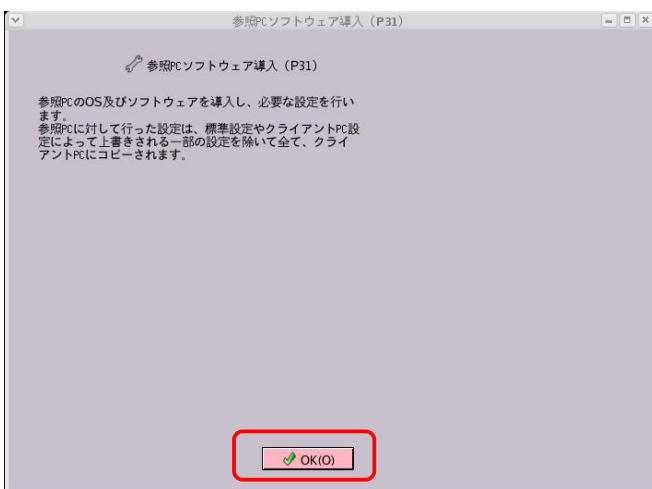 参照PCソフトウェア導入（P31）
参照PCソフトウェア導入（P31）
参照PCのOS及びソフトウェアを導入し、必要な設定を行い
ます。
参照PCに対して行った設定は、標準設定やクライアントPC設
定によって上書きされる一部の設定を除いて全て、クライ
アントPCにコピーされます。
OK(O)